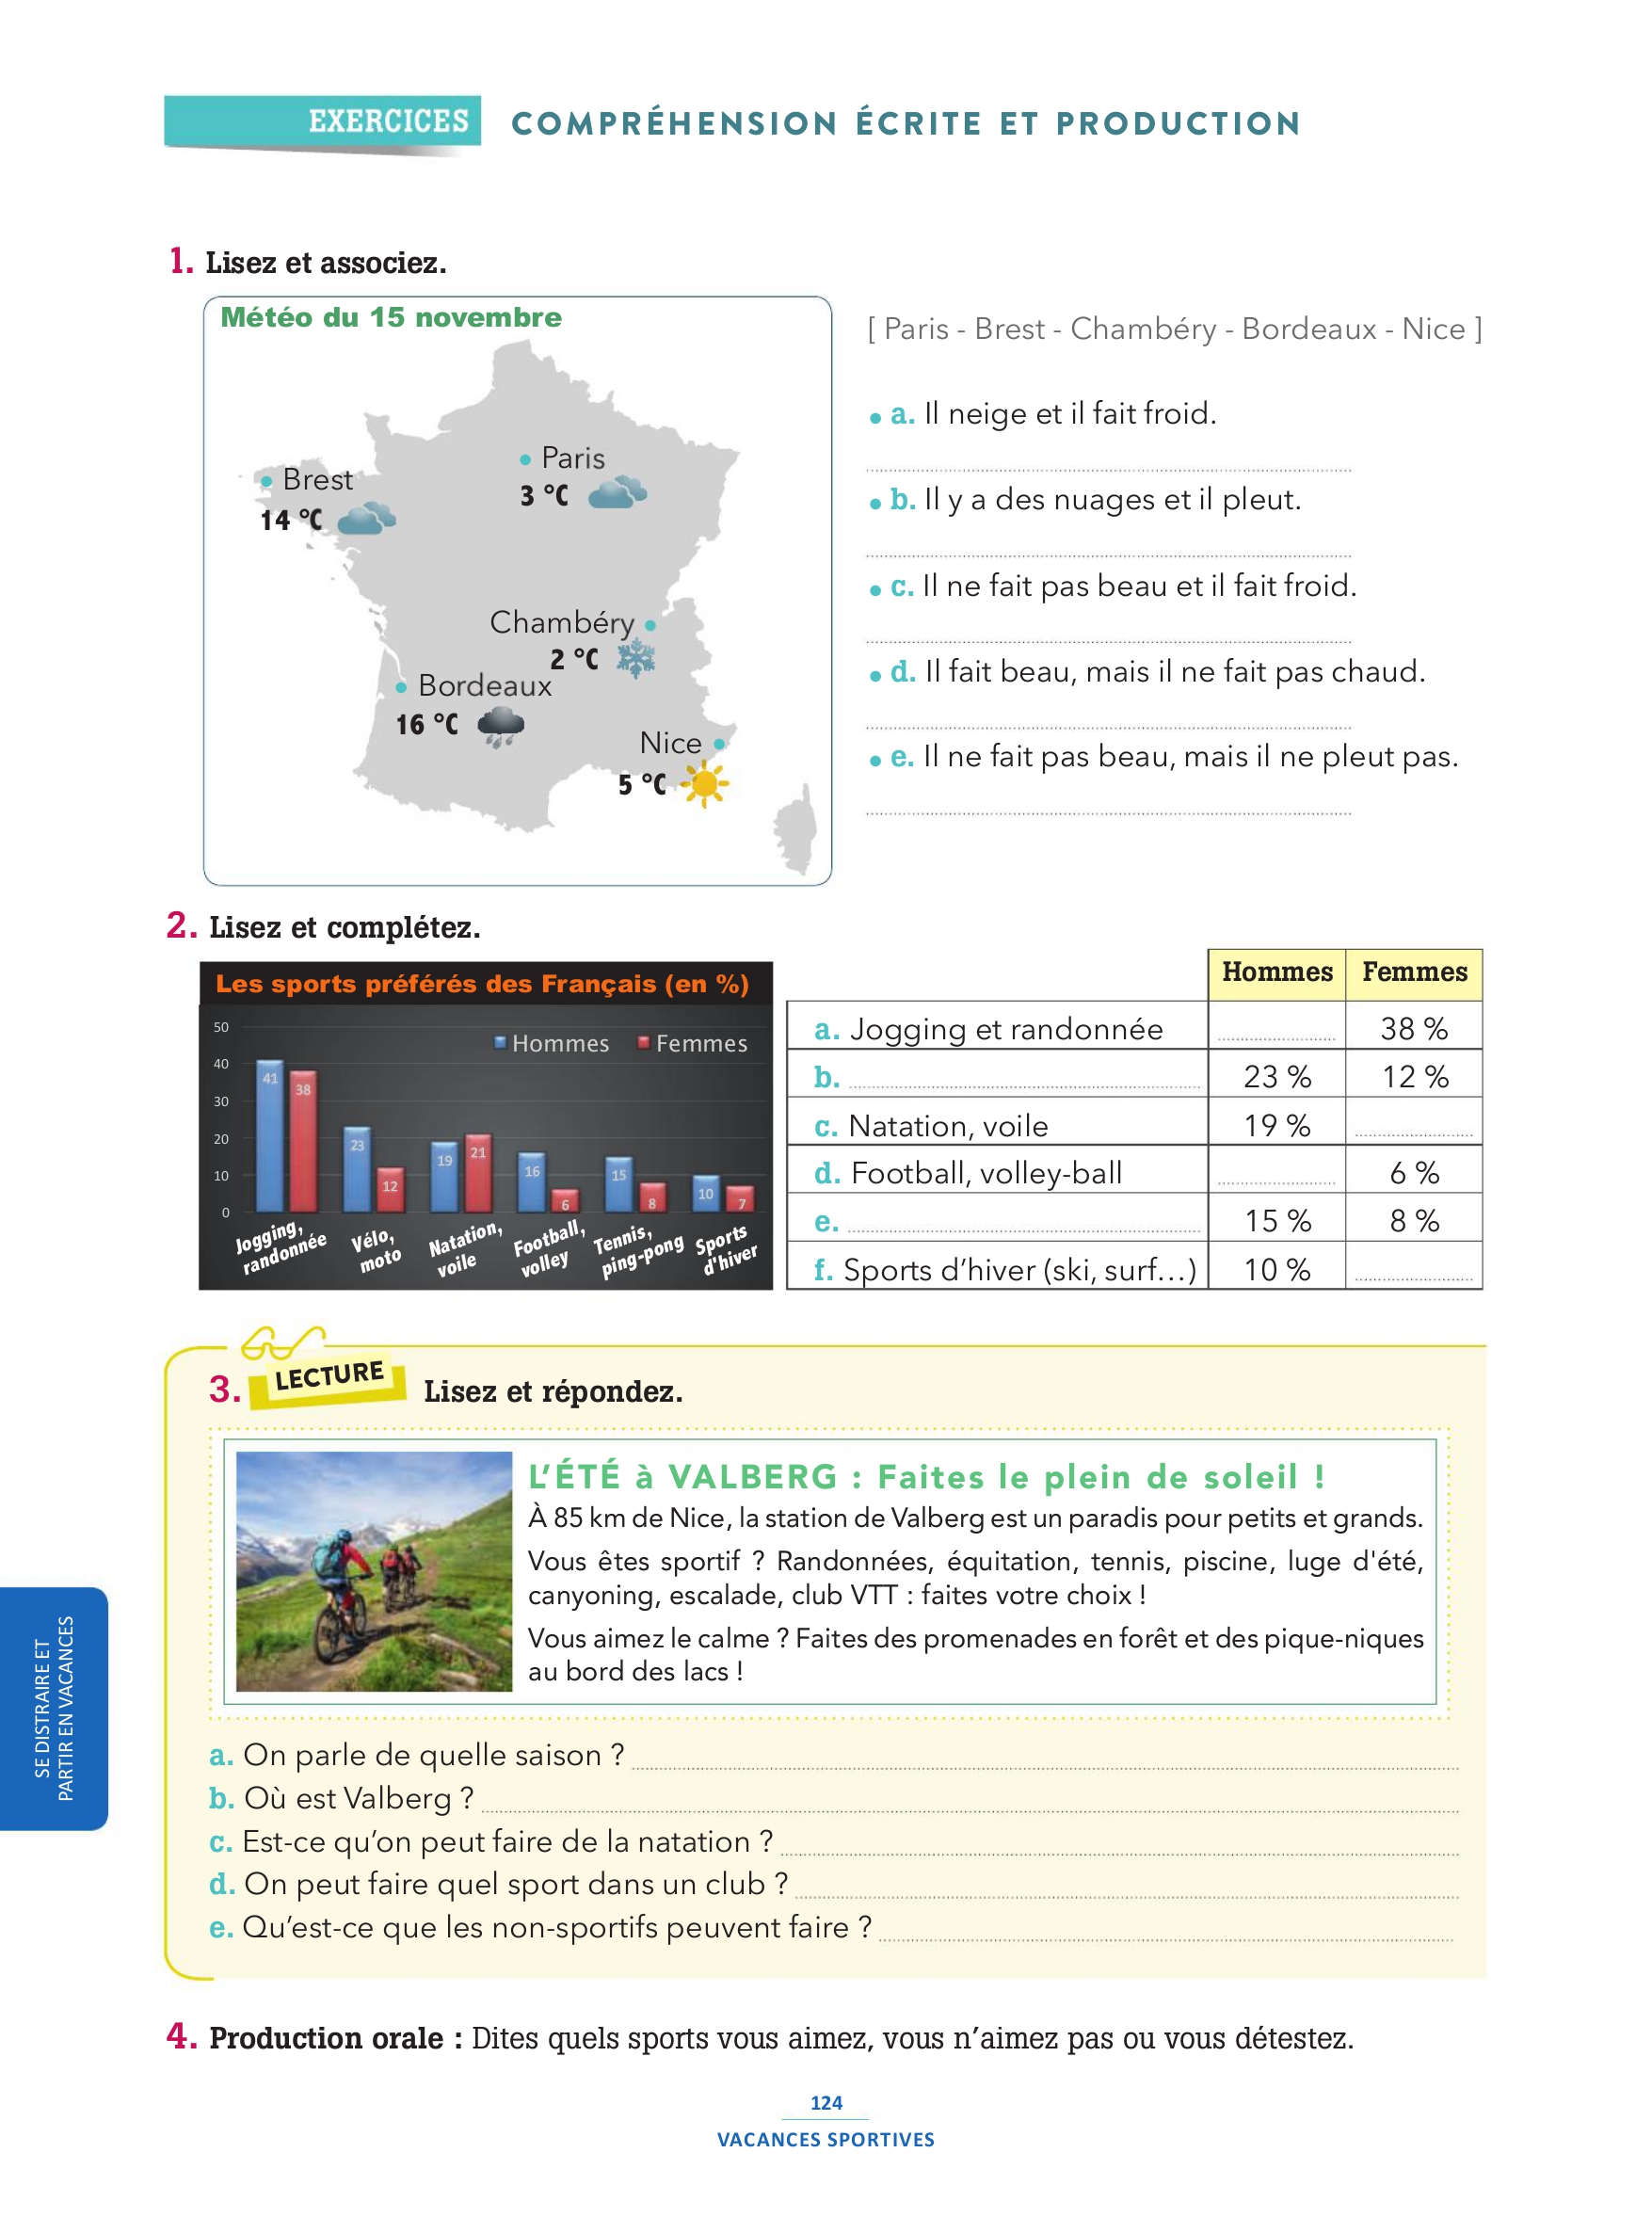 EXERCICES COMPRÉHENSION ÉCRITE ET PRODUCTION
1. Lisez et associez.
Météo du 15 novembre
Paris
3 °C
Brest
14 °C
Chambéry
2 °C
Bordeaux
16 °C
Nice
5 °C
[ Paris - Brest - Chambéry - Bordeaux - Nice ]
• a. Il neige et il fait froid.
• b. Il y a des nuages et il pleut.
• c. Il ne fait pas beau et il fait froid.
• d. Il fait beau, mais il ne fait pas chaud.
• e. Il ne fait pas beau, mais il ne pleut pas.
2. Lisez et complétez.
Les sports préférés des Français (en %)
Hommes Femmes
50
40
30
20
10
0
41 38 23 12 19 21 16 6 15 8 10 7
Jogging, randonnée
Vélo, moto
Natation, voile
Football, volley
Tennis, ping-pong
Sports d'hiver
Hommes Femmes
a. Jogging et randonnée 38 %
b. 23 % 12 %
c. Natation, voile 19 %
d. Football, volley-ball 6 %
e. 15 % 8 %
f. Sports d'hiver (ski, surf...) 10 %
3. LECTURE Lisez et répondez.
L'ÉTÉ à VALBERG : Faites le plein de soleil !
À 85 km de Nice, la station de Valberg est un paradis pour petits et grands.
Vous êtes sportif ? Randonnées, équitation, tennis, piscine, luge d'été,
canyoning, escalade, club VTT : faites votre choix !
Vous aimez le calme ? Faites des promenades en forêt et des pique-niques
au bord des lacs !
a. On parle de quelle saison ?
b. Où est Valberg ?
c. Est-ce qu'on peut faire de la natation ?
d. On peut faire quel sport dans un club ?
e. Qu'est-ce que les non-sportifs peuvent faire ?
SE DISTRAIRE ET
PARTIR EN VACANCES
4. Production orale : Dites quels sports vous aimez, vous n'aimez pas ou vous détestez.
124
VACANCES SPORTIVES